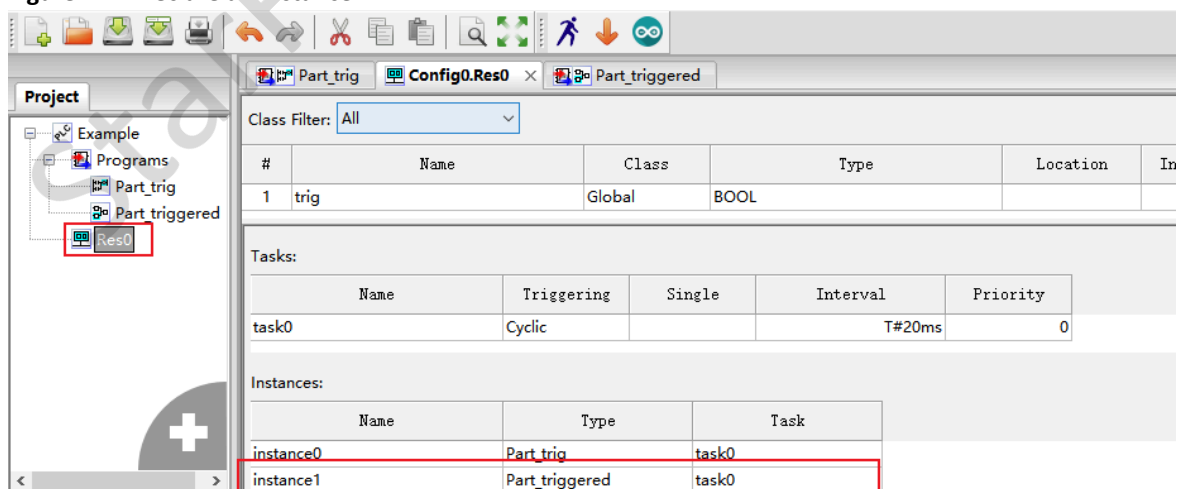 Project
Example
Programs
Part_trig
Part_triggered
Res0
Part_trig Config0.Res0 × Part_triggered
Class Filter: All
# Name Class Type Location
1 trig Global BOOL
Tasks:
Name Triggering Single Interval Priority
task0 Cyclic T#20ms 0
Instances:
Name Type Task
instance0 Part_trig task0
instance1 Part_triggered task0